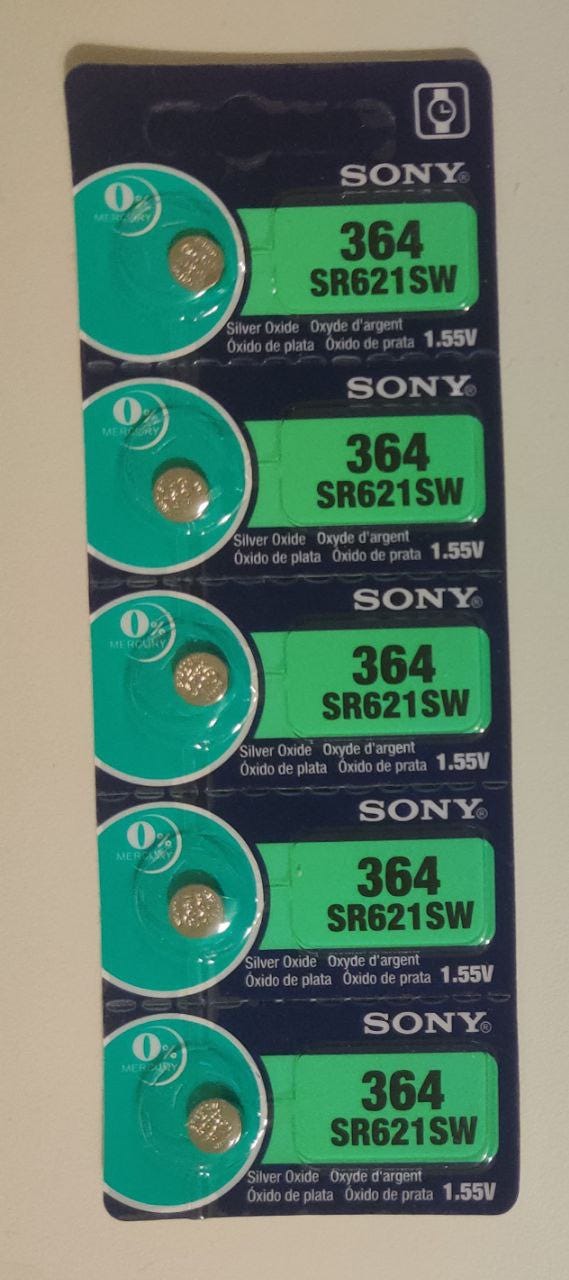 SONY®
0%
MERCURY
364
SR621SW
Silver Oxide Oxyde d'argent
Óxido de plata Óxido de prata 1.55V
SONY®
0%
MERCURY
364
SR621SW
Silver Oxide Oxyde d'argent
Óxido de plata Óxido de prata 1.55V
SONY®
0%
MERCURY
364
SR621SW
Silver Oxide Oxyde d'argent
Óxido de plata Óxido de prata 1.55V
SONY®
0%
MERCURY
364
SR621SW
Silver Oxide Oxyde d'argent
Óxido de plata Óxido de prata 1.55V
SONY®
0%
MERCURY
364
SR621SW
Silver Oxide Oxyde d'argent
Óxido de plata Óxido de prata 1.55V